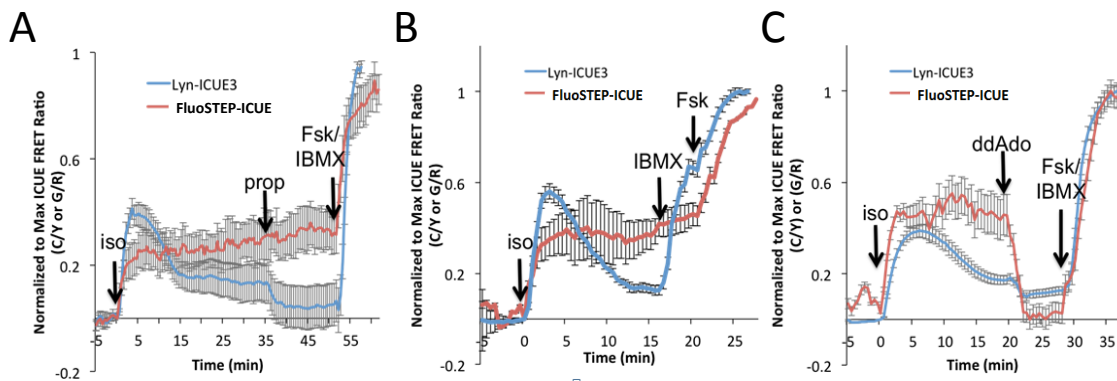 A
Normalized to Max ICUE FRET Ratio
(C/Y or G/R)
1
0.6
0.2
-0.2
Lyn-ICUE3
FluoSTEP-ICUE
iso
prop
Fsk/
IBMX
-5 5 15 25 35 45 55
Time (min)
B
Normalized to Max ICUE FRET Ratio
(C/Y or G/R)
1
0.6
0.2
-0.2
Lyn-ICUE3
FluoSTEP-ICUE
iso
IBMX
Fsk
-5 0 5 10 15 20 25
Time (min)
C
Normalized to Max ICUE FRET Ratio
(C/Y) or (G/R)
1
0.6
0.2
-0.2
Lyn-ICUE3
FluoSTEP-ICUE
iso
ddAdo
Fsk/
IBMX
-5 0 5 10 15 20 25 30 35
Time (min)